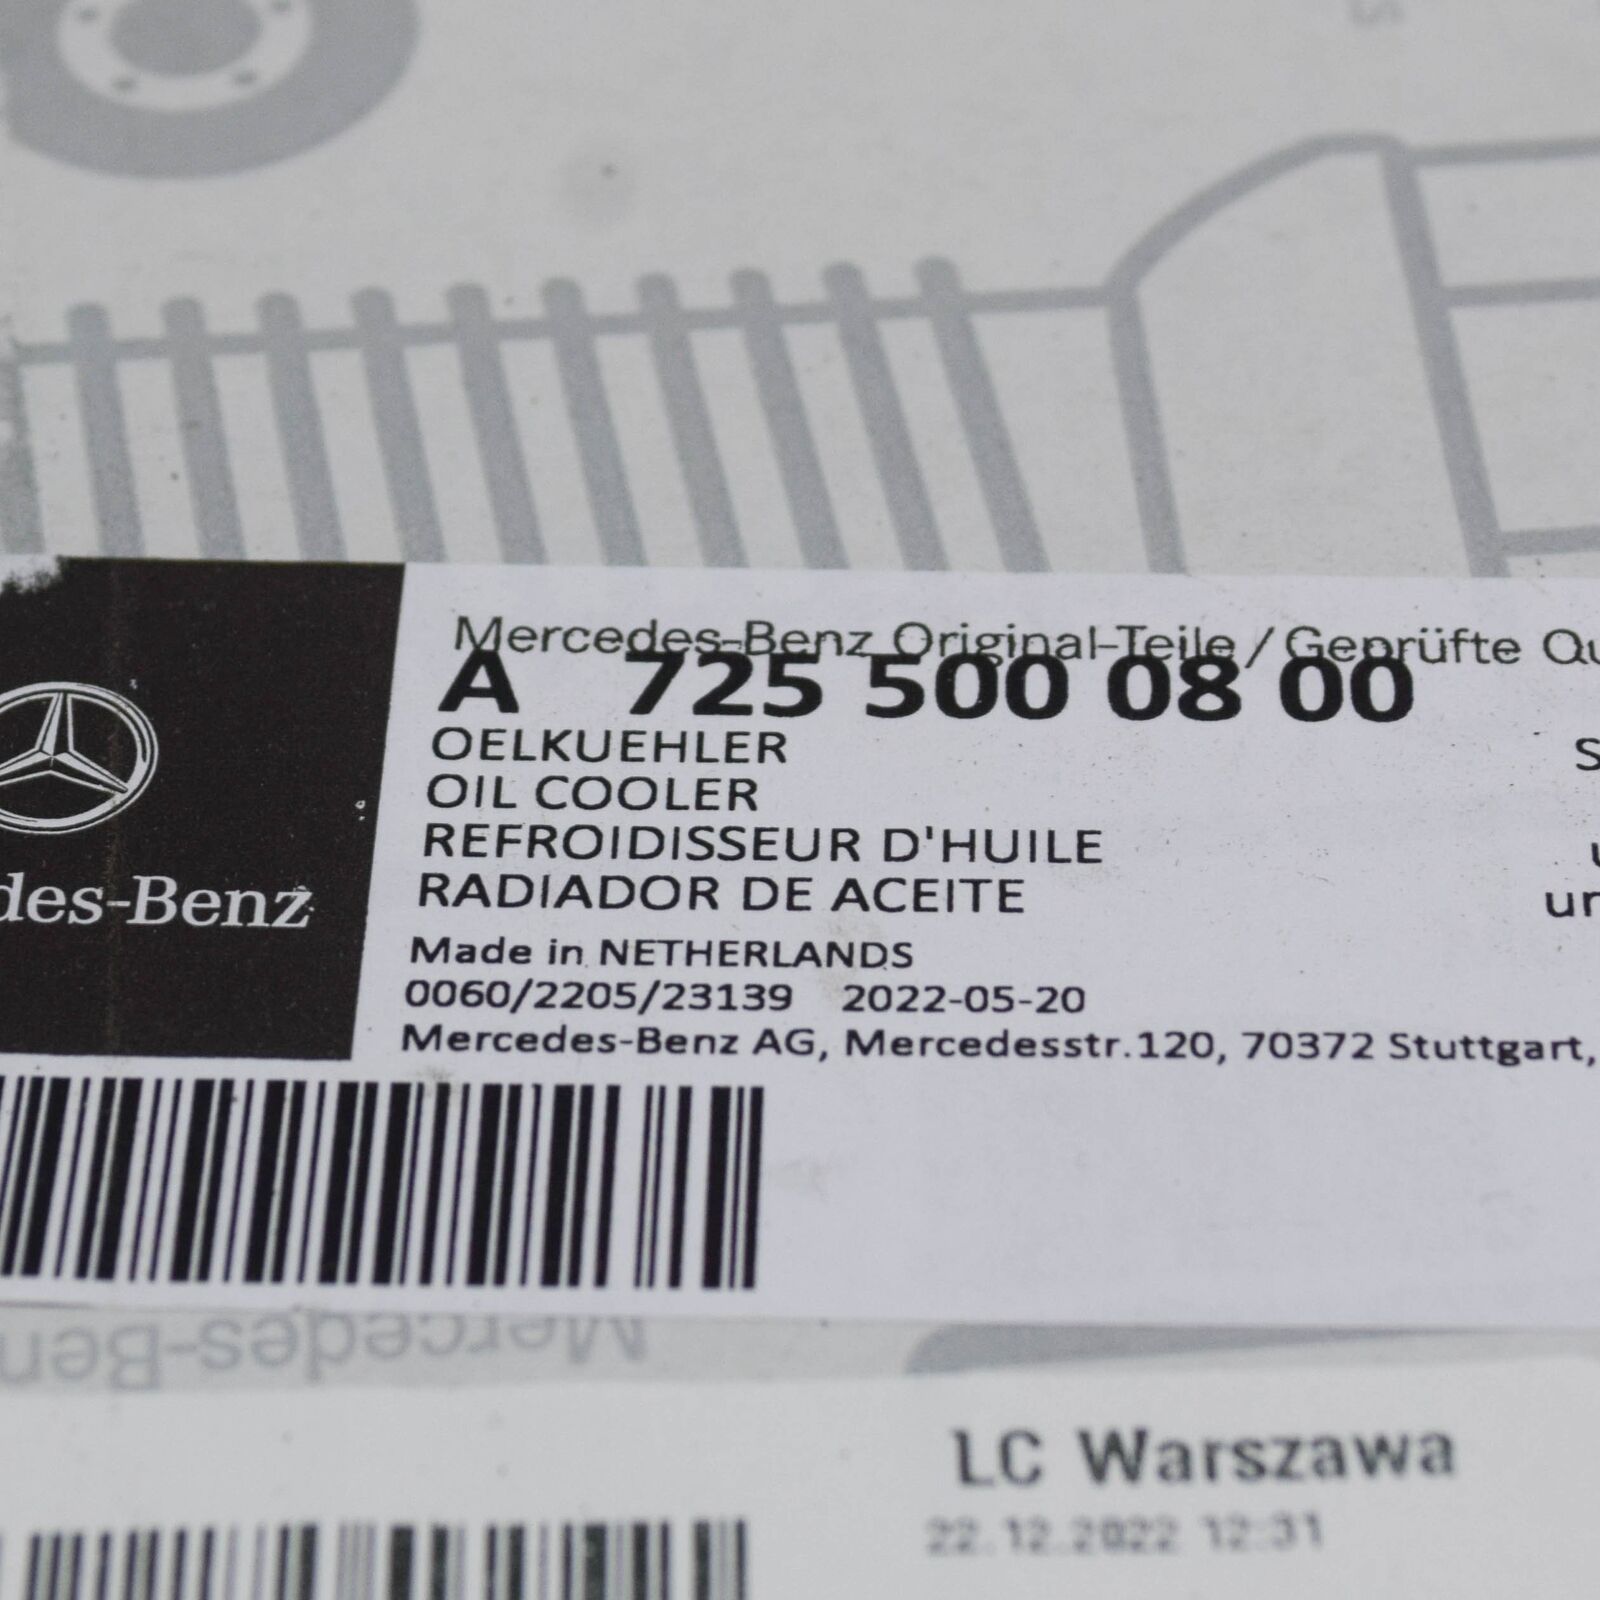 Mercedes-Benz Original-Teile / Geprüfte
A 725 500 08 00
OELKUEHLER
OIL COOLER
REFROIDISSEUR D'HUILE
RADIADOR DE ACEITE
Made in NETHERLANDS
0060/2205/23139 2022-05-20
Mercedes-Benz AG, Mercedesstr.120, 70372 Stuttgart,
des-Benz
Mercedes-Ben
LC Warszawa
22.12.2022 12:31